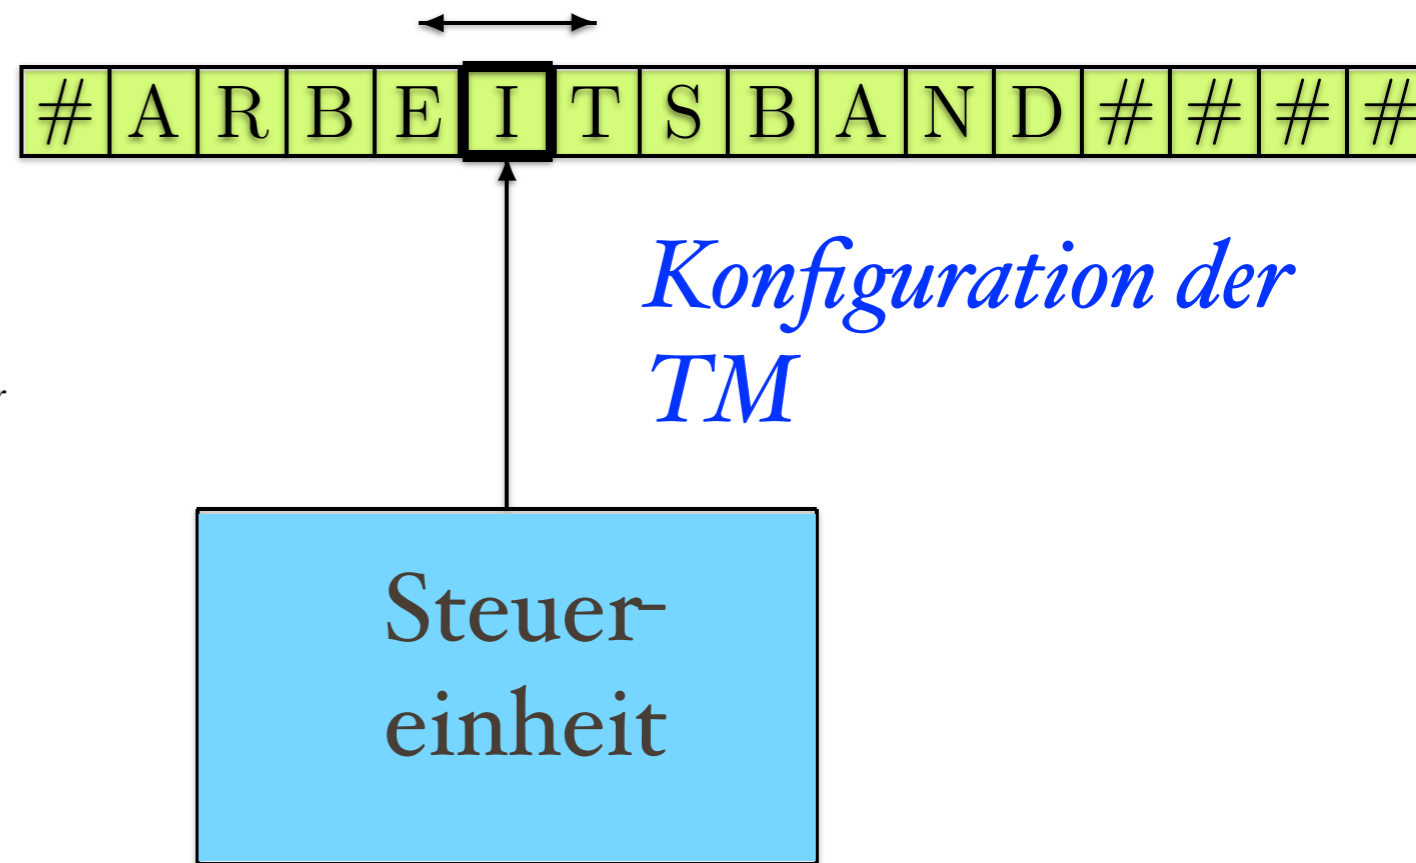 #ARBEITSBAND####
Konfiguration der
TM
Steuer-
einheit